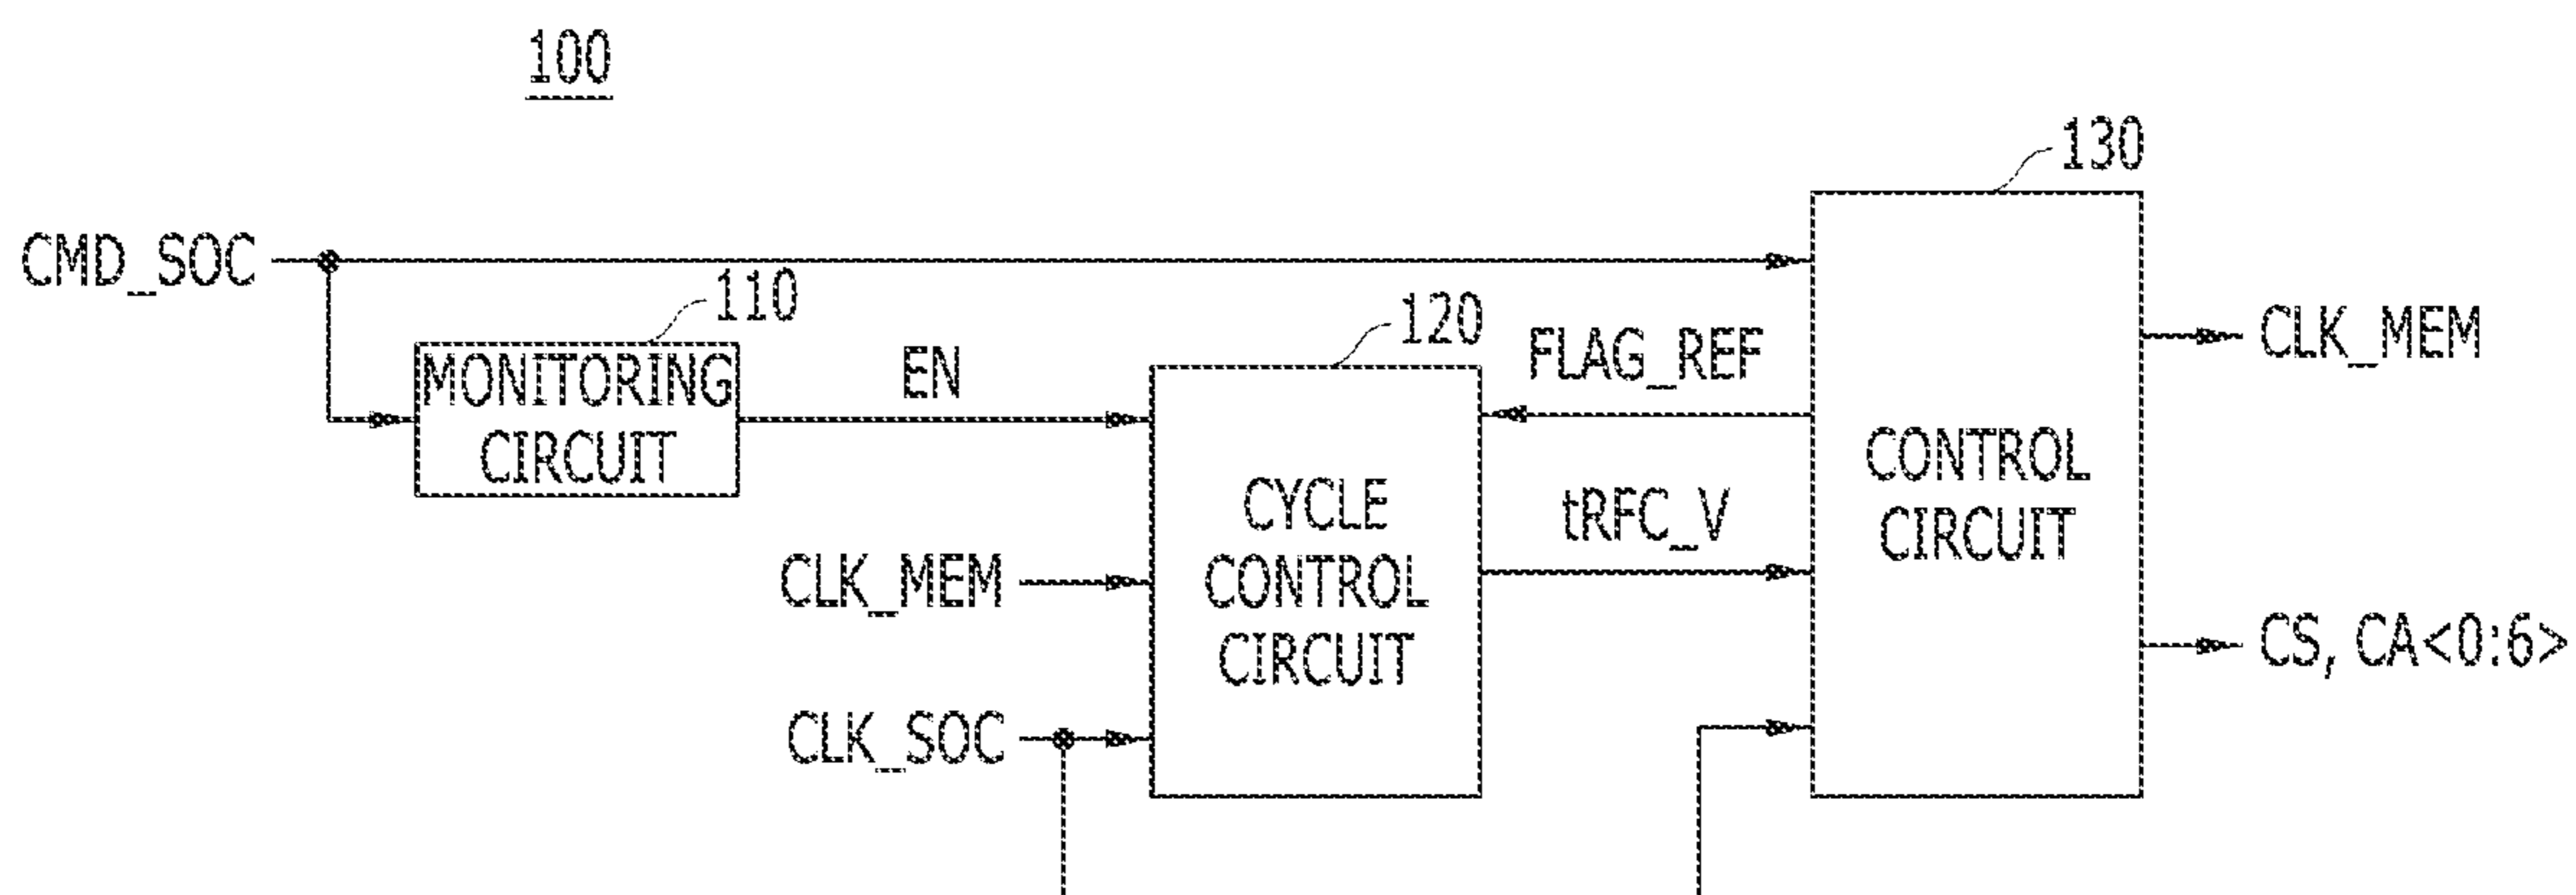 100
130
CMD_SOC
110
120
FLAG_REF
CLK_MEM
MONITORING
CIRCUIT
EN
CONTROL
CIRCUIT
tRFC_V
CYCLE
CONTROL
CIRCUIT
CLK_MEM
CS, CA<0:6>
CLK_SOC